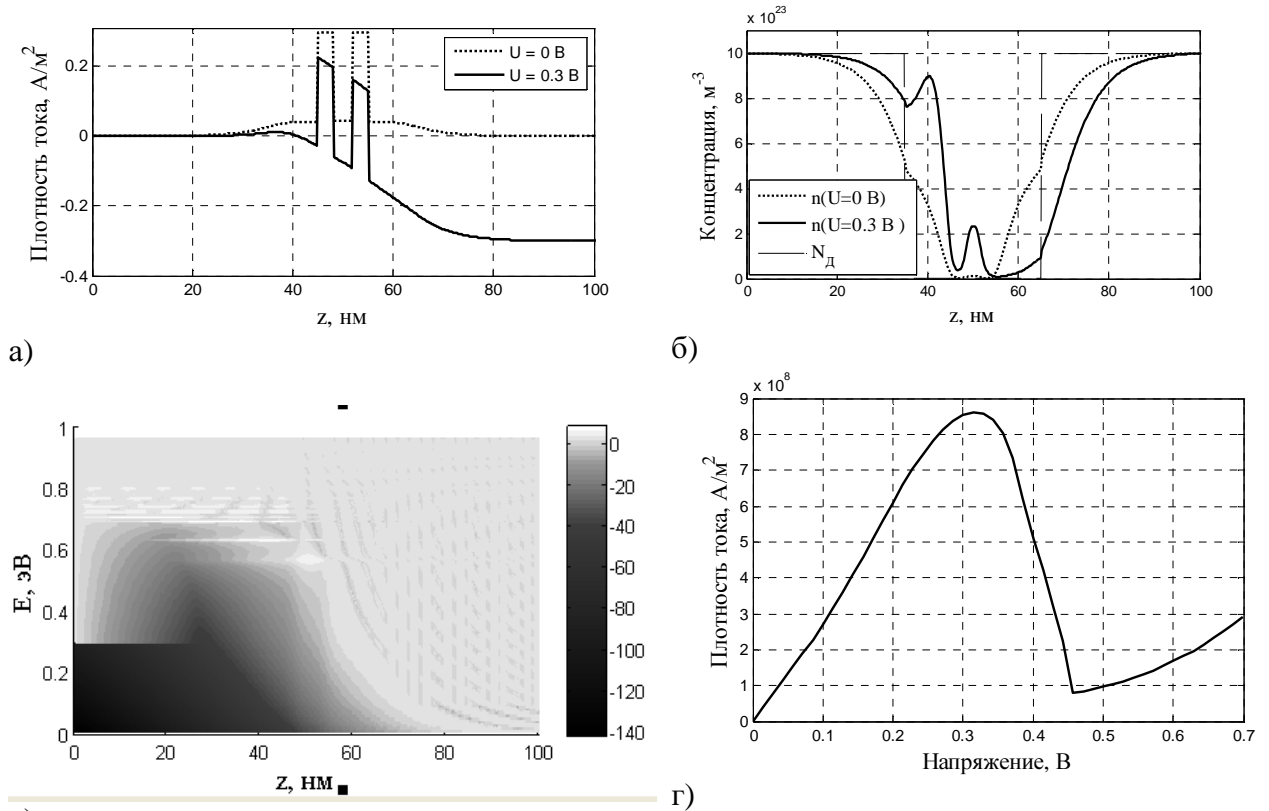 Плотность тока, А/м2
0.2
0
-0.2
-0.4
0 20 40 60 80 100
z, нм
U = 0 В
U = 0.3 В
а)
x 10 23
Концентрация, м-3
10
8
6
4
2
0
0 20 40 60 80 100
z, нм
n(U=0 В)
n(U=0.3 В )
NД
б)
E, эВ
1
0.8
0.6
0.4
0.2
0
0 20 40 60 80 100
z, нм
0
-20
-40
-60
-80
-100
-120
-140
x 10 8
Плотность тока, А/м2
9
8
7
6
5
4
3
2
1
0
0 0.1 0.2 0.3 0.4 0.5 0.6 0.7
Напряжение, В
г)